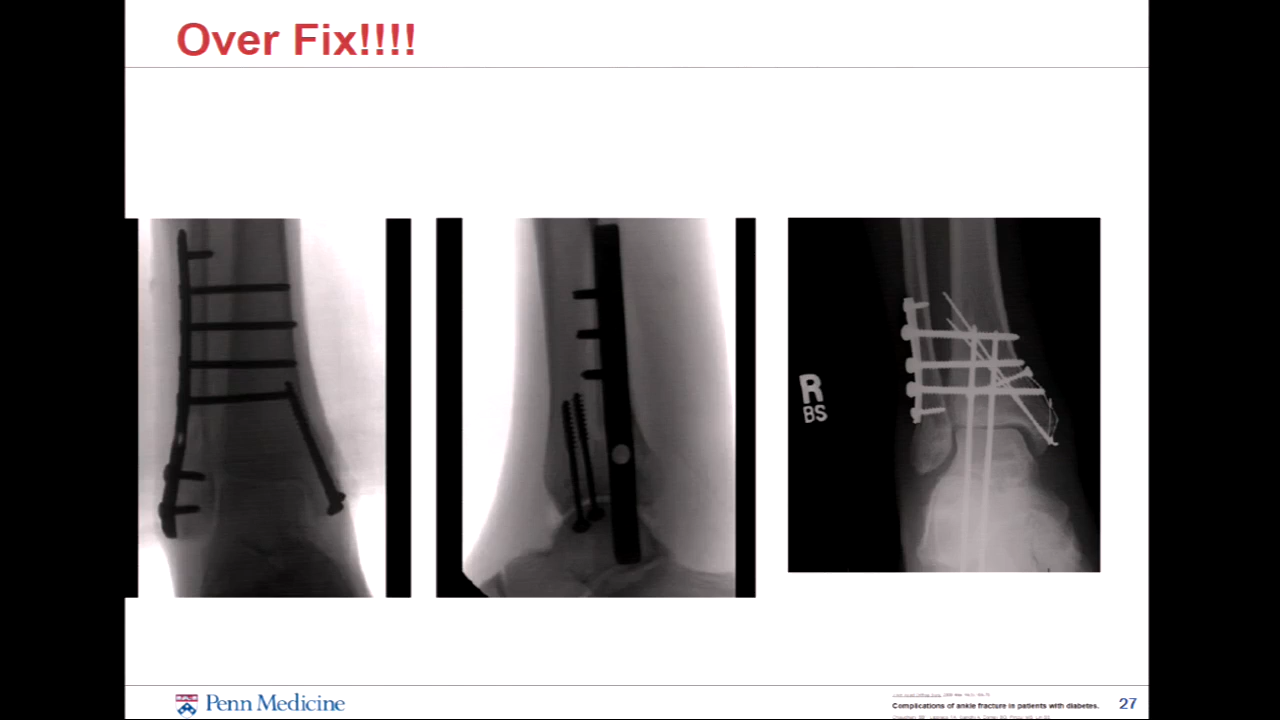 Over Fix!!!!
R
BS
Penn Medicine
Complications of ankle fracture in patients with diabetes.
27